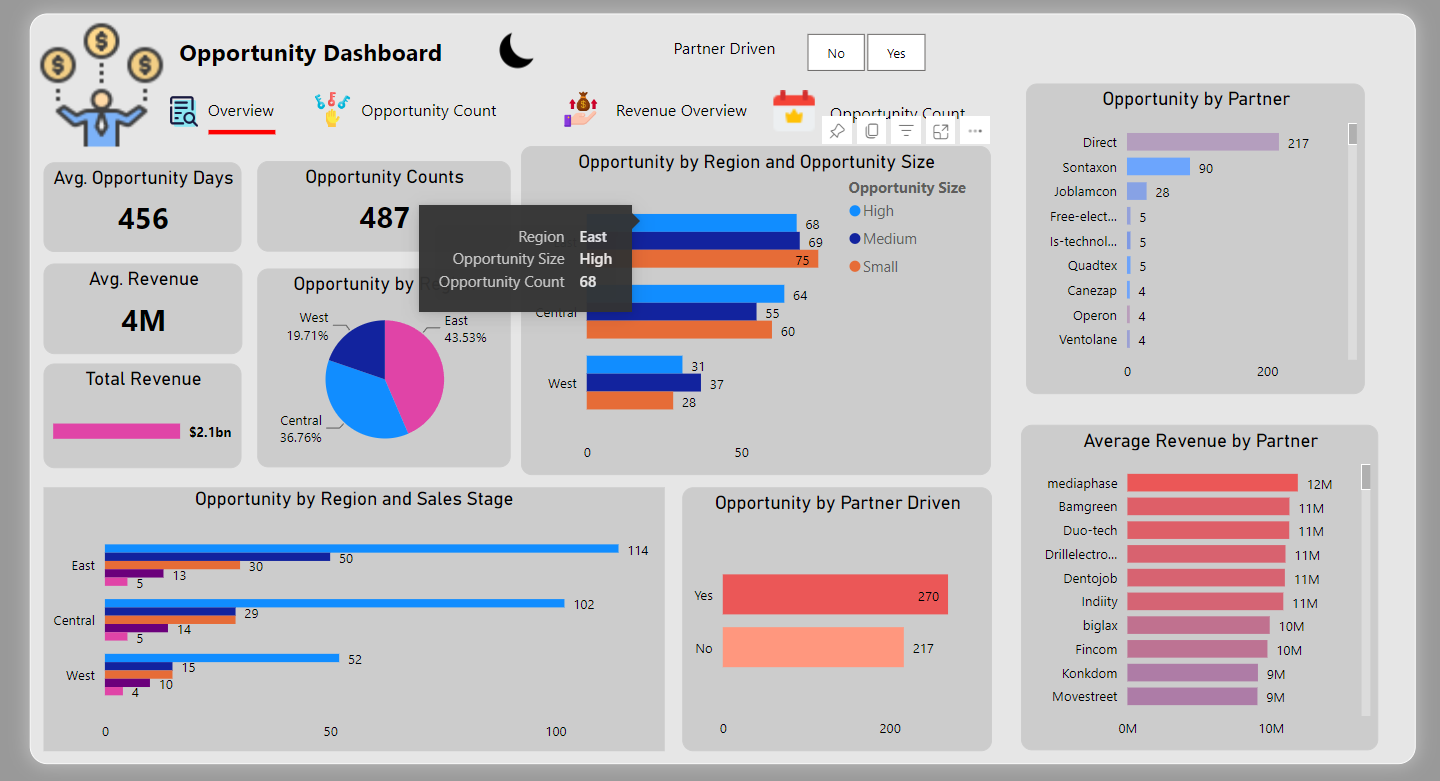 Opportunity Dashboard
Partner Driven
No
Yes
Overview
Opportunity Count
Revenue Overview
Opportunity Count
Avg. Opportunity Days
456
Opportunity Counts
487
Avg. Revenue
4M
Total Revenue
$2.1bn
Opportunity by Re
West
19.71%
East
43.53%
Central
36.76%
Opportunity by Region and Opportunity Size
Opportunity Size
High
Medium
Small
68
69
75
Central
64
55
60
West
31
37
28
0
50
Region East
Opportunity Size High
Opportunity Count 68
Opportunity by Partner
Direct 217
Sontaxon 90
Joblamcon 28
Free-elect... 5
Is-technol... 5
Quadtex 5
Canezap 4
Operon 4
Ventolane 4
0 200
Opportunity by Region and Sales Stage
East
114
50
30
13
5
Central
102
29
14
5
West
52
15
10
4
0 50 100
Opportunity by Partner Driven
Yes 270
No 217
0 200
Average Revenue by Partner
mediaphase 12M
Bamgreen 11M
Duo-tech 11M
Drillelectro... 11M
Dentojob 11M
Indiity 11M
biglax 10M
Fincom 10M
Konkdom 9M
Movestreet 9M
0M 10M